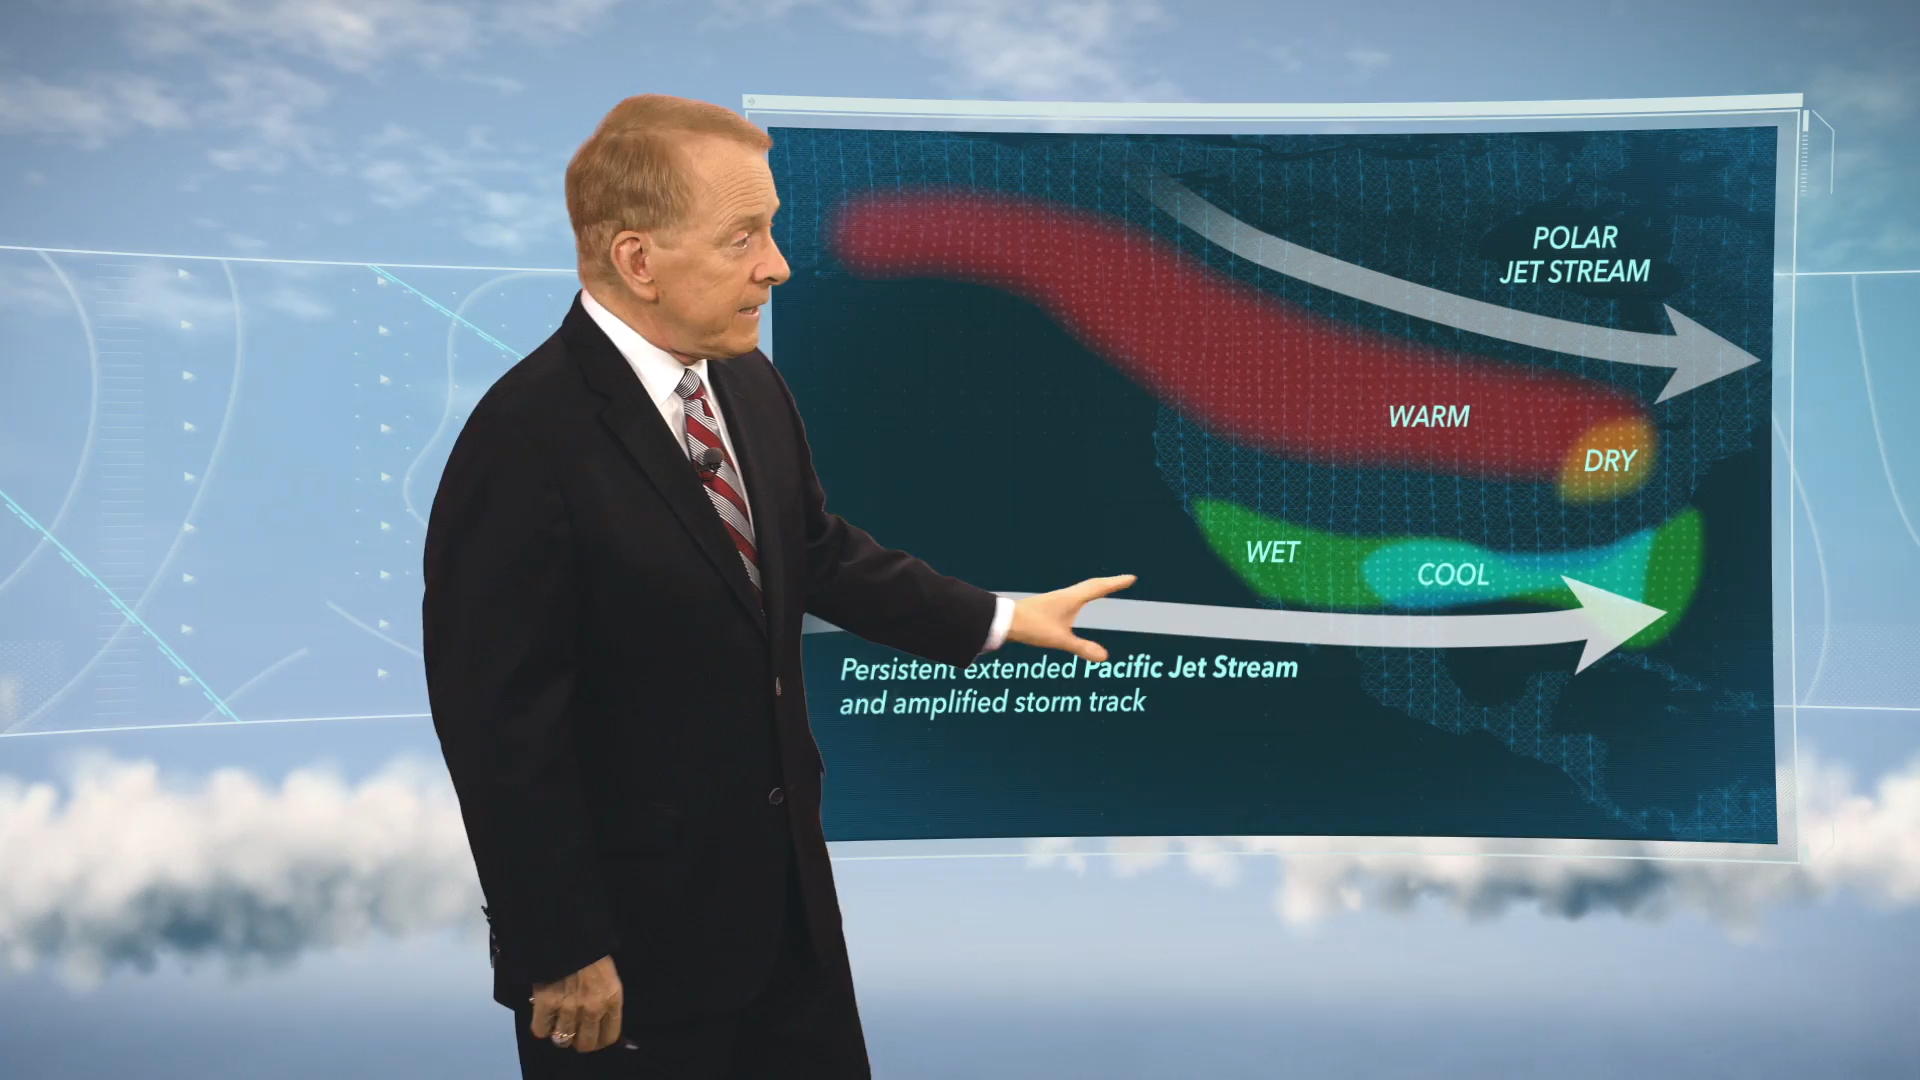 POLAR
JET STREAM
WARM
DRY
WET
COOL
Persistent extended Pacific Jet Stream
and amplified storm track